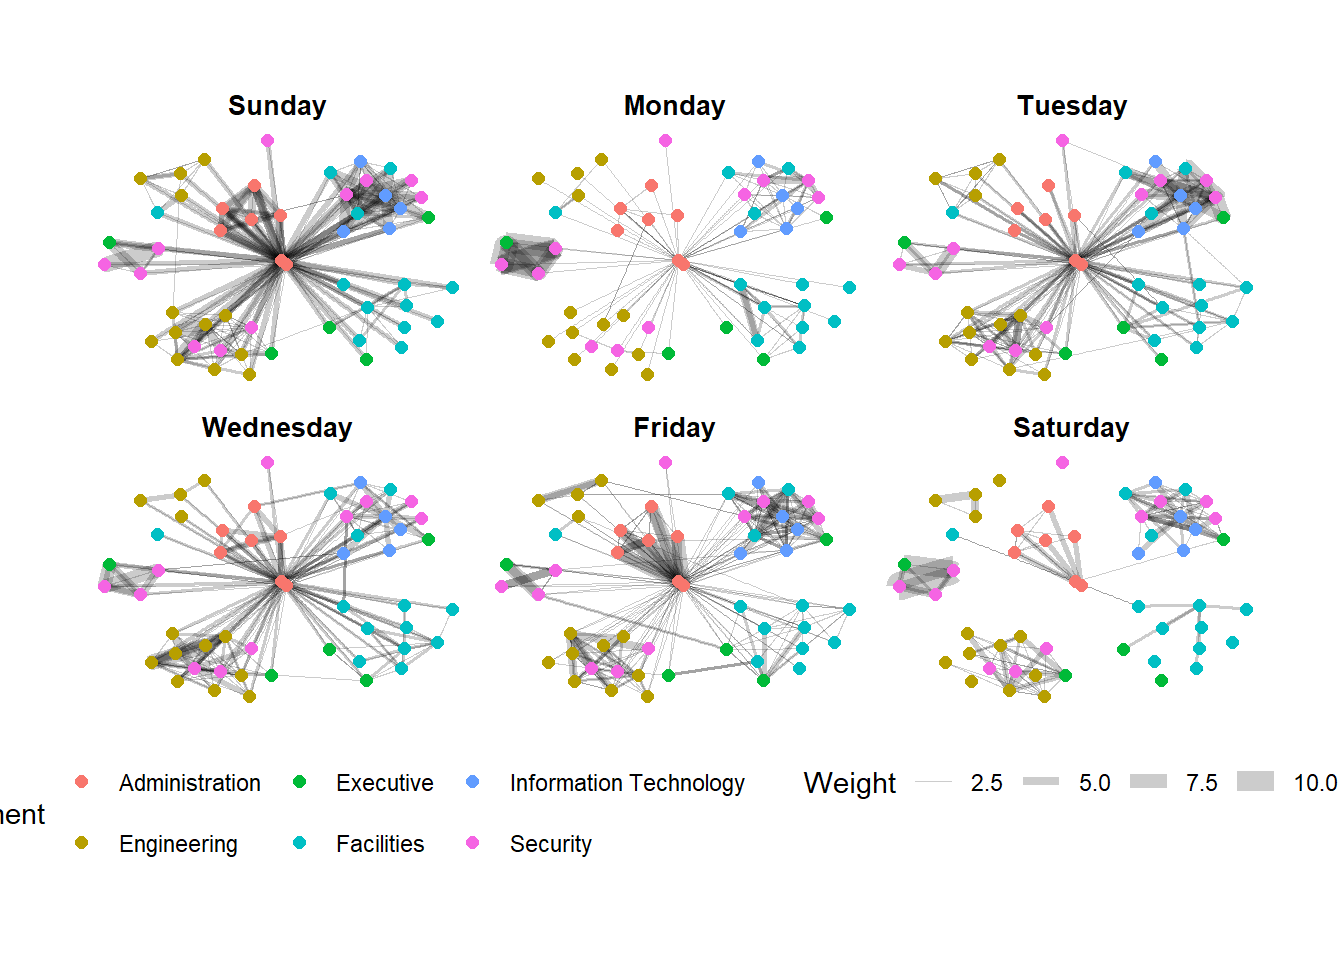 Sunday
Monday
Tuesday
Wednesday
Friday
Saturday
Administration
Executive
Information Technology
Weight
2.5
5.0
7.5
10.0
Engineering
Facilities
Security